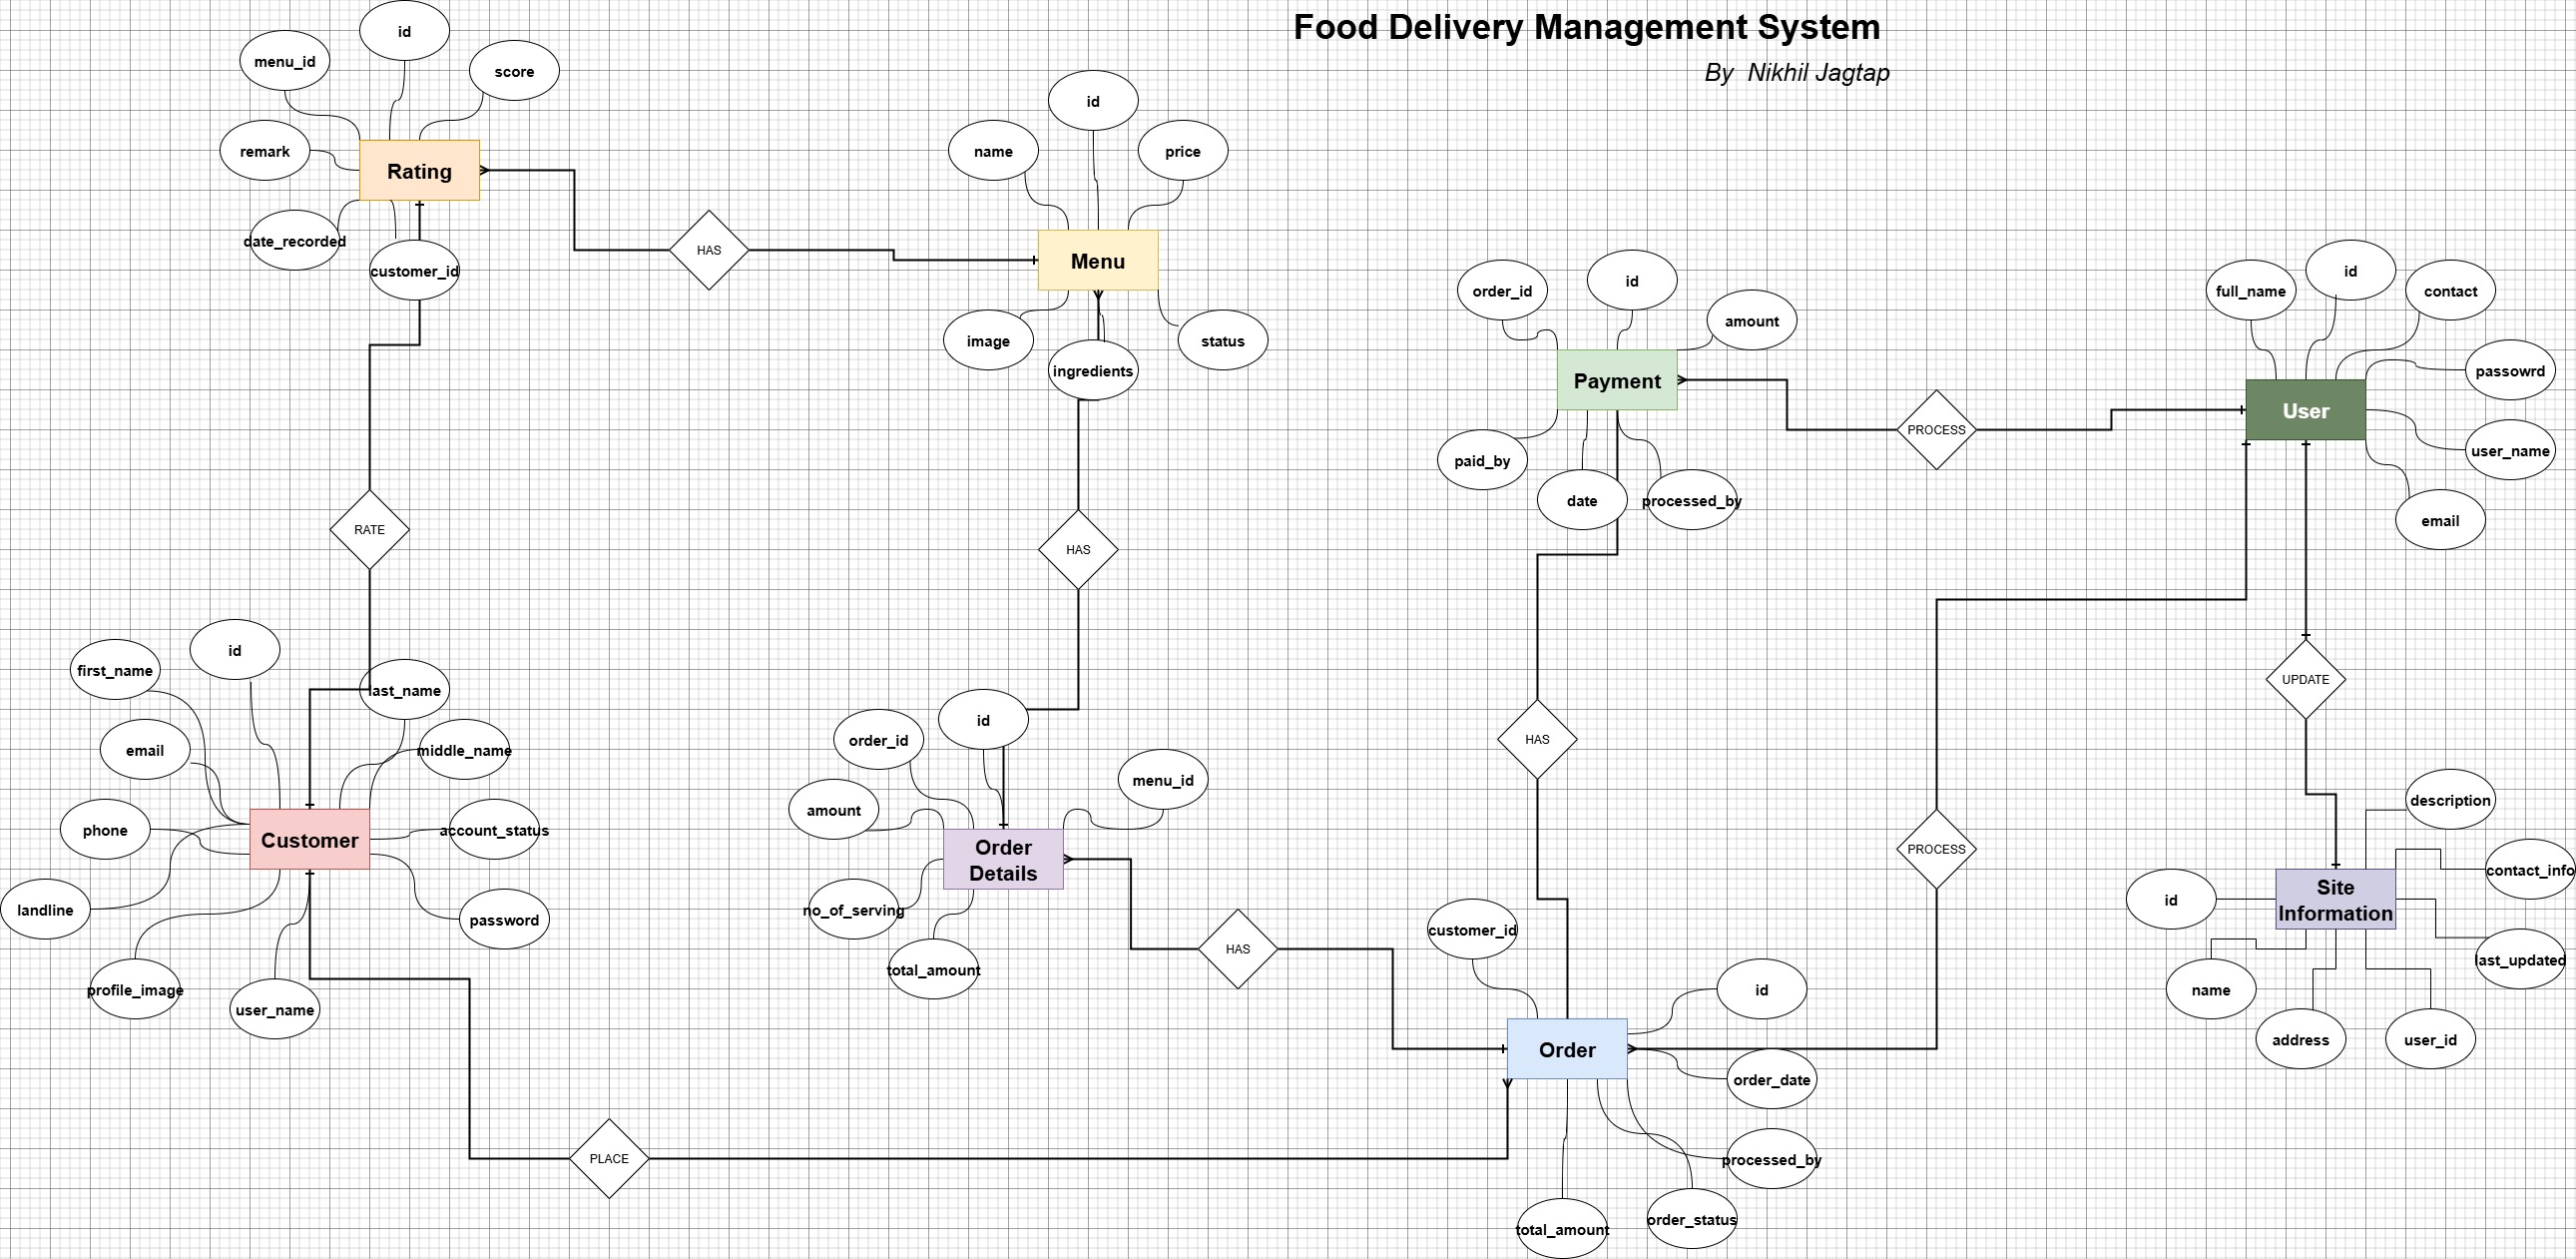 Food Delivery Management System
By Nikhil Jagtap
id
menu_id
score
remark
Rating
date_recorded
customer_id
HAS
id
name
price
Menu
image
ingredients
status
order_id
id
amount
Payment
paid_by
date
processed_by
PROCESS
full_name
id
contact
passowrd
User
user_name
email
RATE
HAS
HAS
UPDATE
PROCESS
first_name
id
last_name
email
middle_name
phone
Customer
account_status
landline
password
profile_image
user_name
order_id
id
menu_id
amount
Order
Details
no_of_serving
total_amount
HAS
description
contact_info
id
Site
Information
last_updated
name
address
user_id
customer_id
id
Order
order_date
processed_by
total_amount
order_status
PLACE